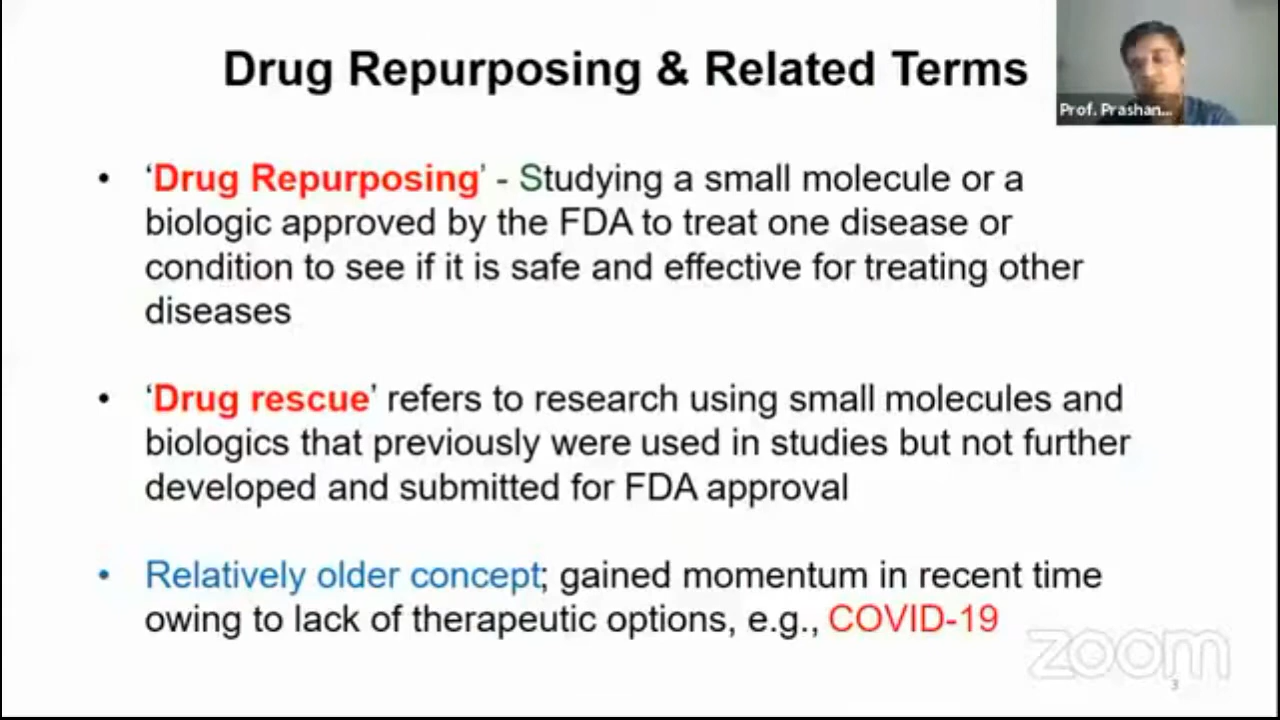 Drug Repurposing & Related Terms
Prof. Prashan...
• ‘Drug Repurposing’ - Studying a small molecule or a
biologic approved by the FDA to treat one disease or
condition to see if it is safe and effective for treating other
diseases
• ‘Drug rescue’ refers to research using small molecules and
biologics that previously were used in studies but not further
developed and submitted for FDA approval
• Relatively older concept; gained momentum in recent time
owing to lack of therapeutic options, e.g., COVID-19
zoom
3